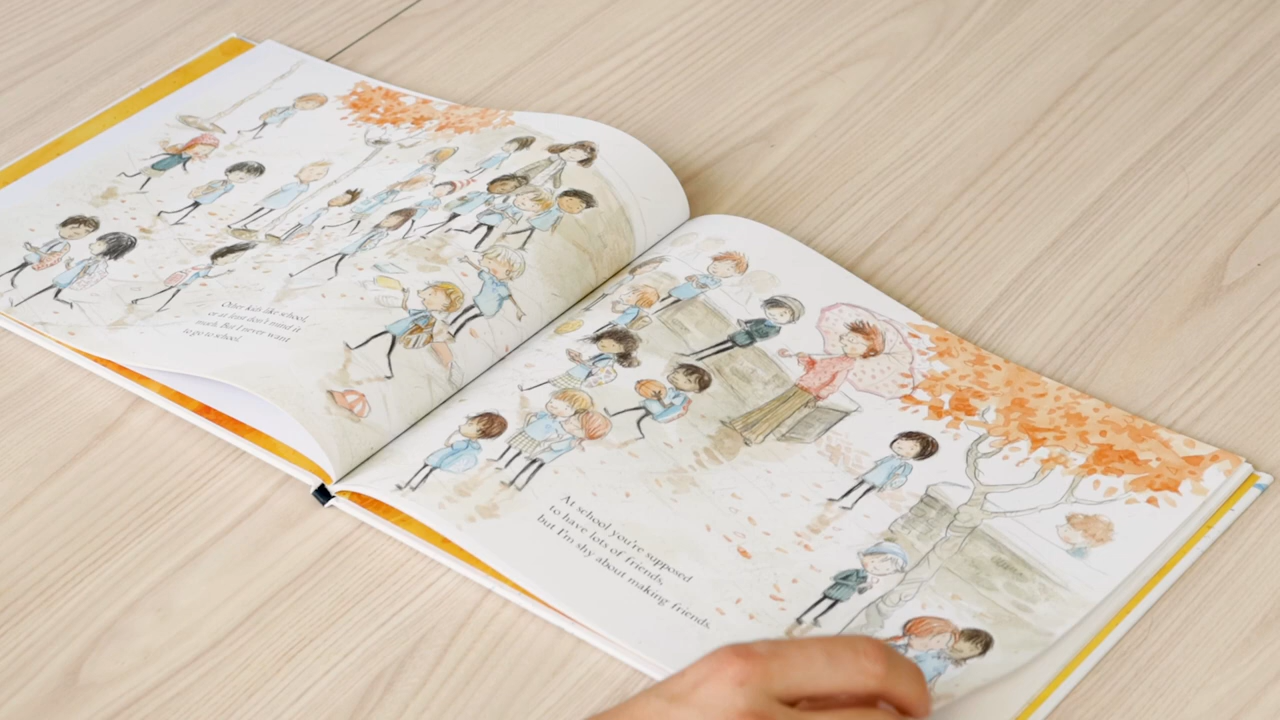 Other kids like school,
or at least don't mind it
much. But I never want
to go to school.
At school you're supposed
to have lots of friends,
but I'm shy about making friends.